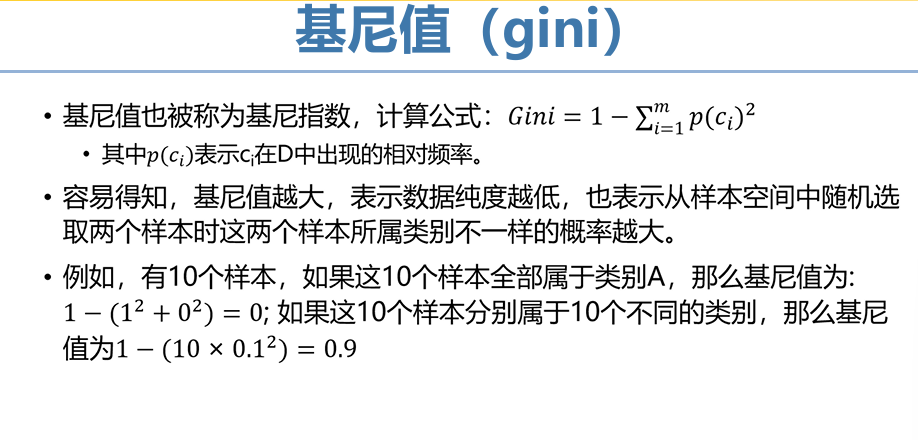 基尼值（gini）
• 基尼值也被称为基尼指数，计算公式：$Gini = 1 - \sum_{i=1}^{m} p(c_i)^2$
• 其中$p(c_i)$表示c_i在D中出现的相对频率。
• 容易得知，基尼值越大，表示数据纯度越低，也表示从样本空间中随机选
取两个样本时这两个样本所属类别不一样的概率越大。
• 例如，有10个样本，如果这10个样本全部属于类别A，那么基尼值为:
$1 - (1^2 + 0^2) = 0$; 如果这10个样本分别属于10个不同的类别，那么基尼
值为$1 - (10 × 0.1^2) = 0.9$